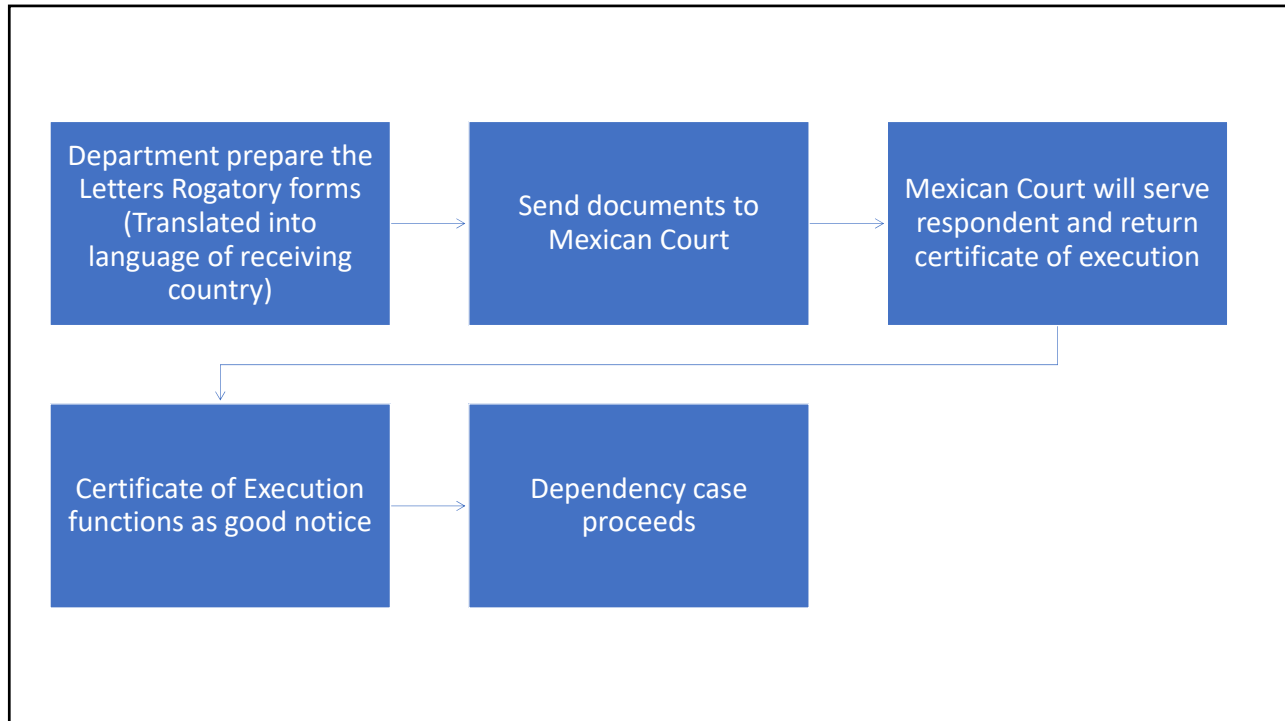 Department prepare the
Letters Rogatory forms
(Translated into
language of receiving
country)
Send documents to
Mexican Court
Mexican Court will serve
respondent and return
certificate of execution
Certificate of Execution
functions as good notice
Dependency case
proceeds